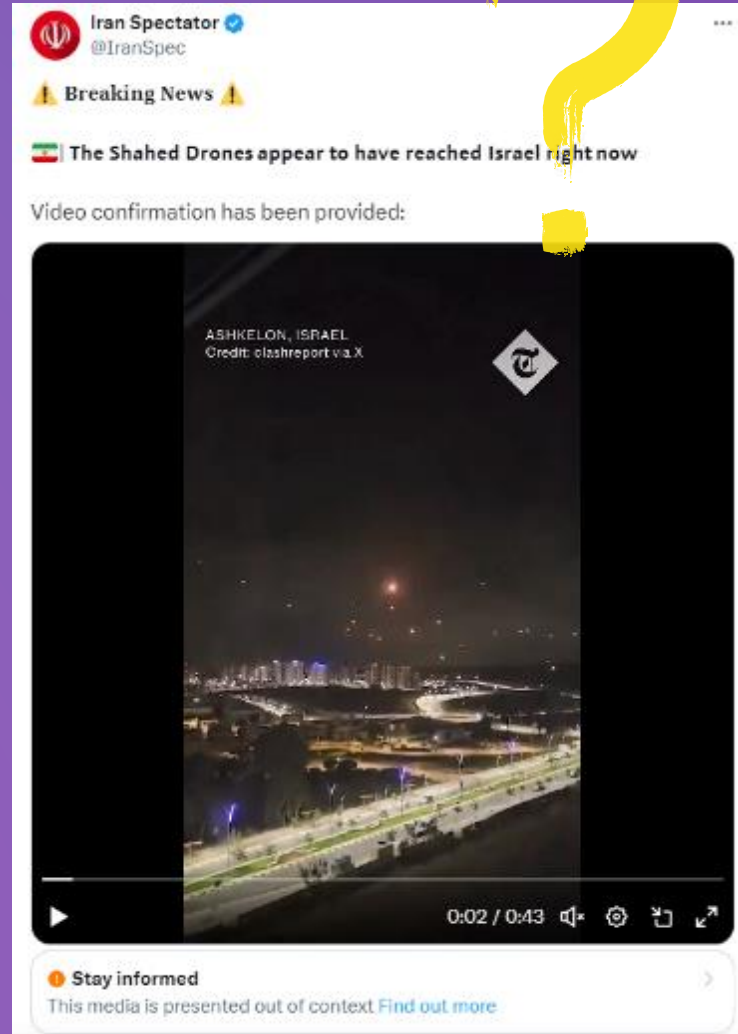 Iran Spectator
@IranSpec
⚠ Breaking News ⚠
🇮🇷| The Shahed Drones appear to have reached Israel right now
Video confirmation has been provided:
ASHKELON, ISRAEL
Credit: clashreport via X
T
0:02 / 0:43
Stay informed
This media is presented out of context Find out more